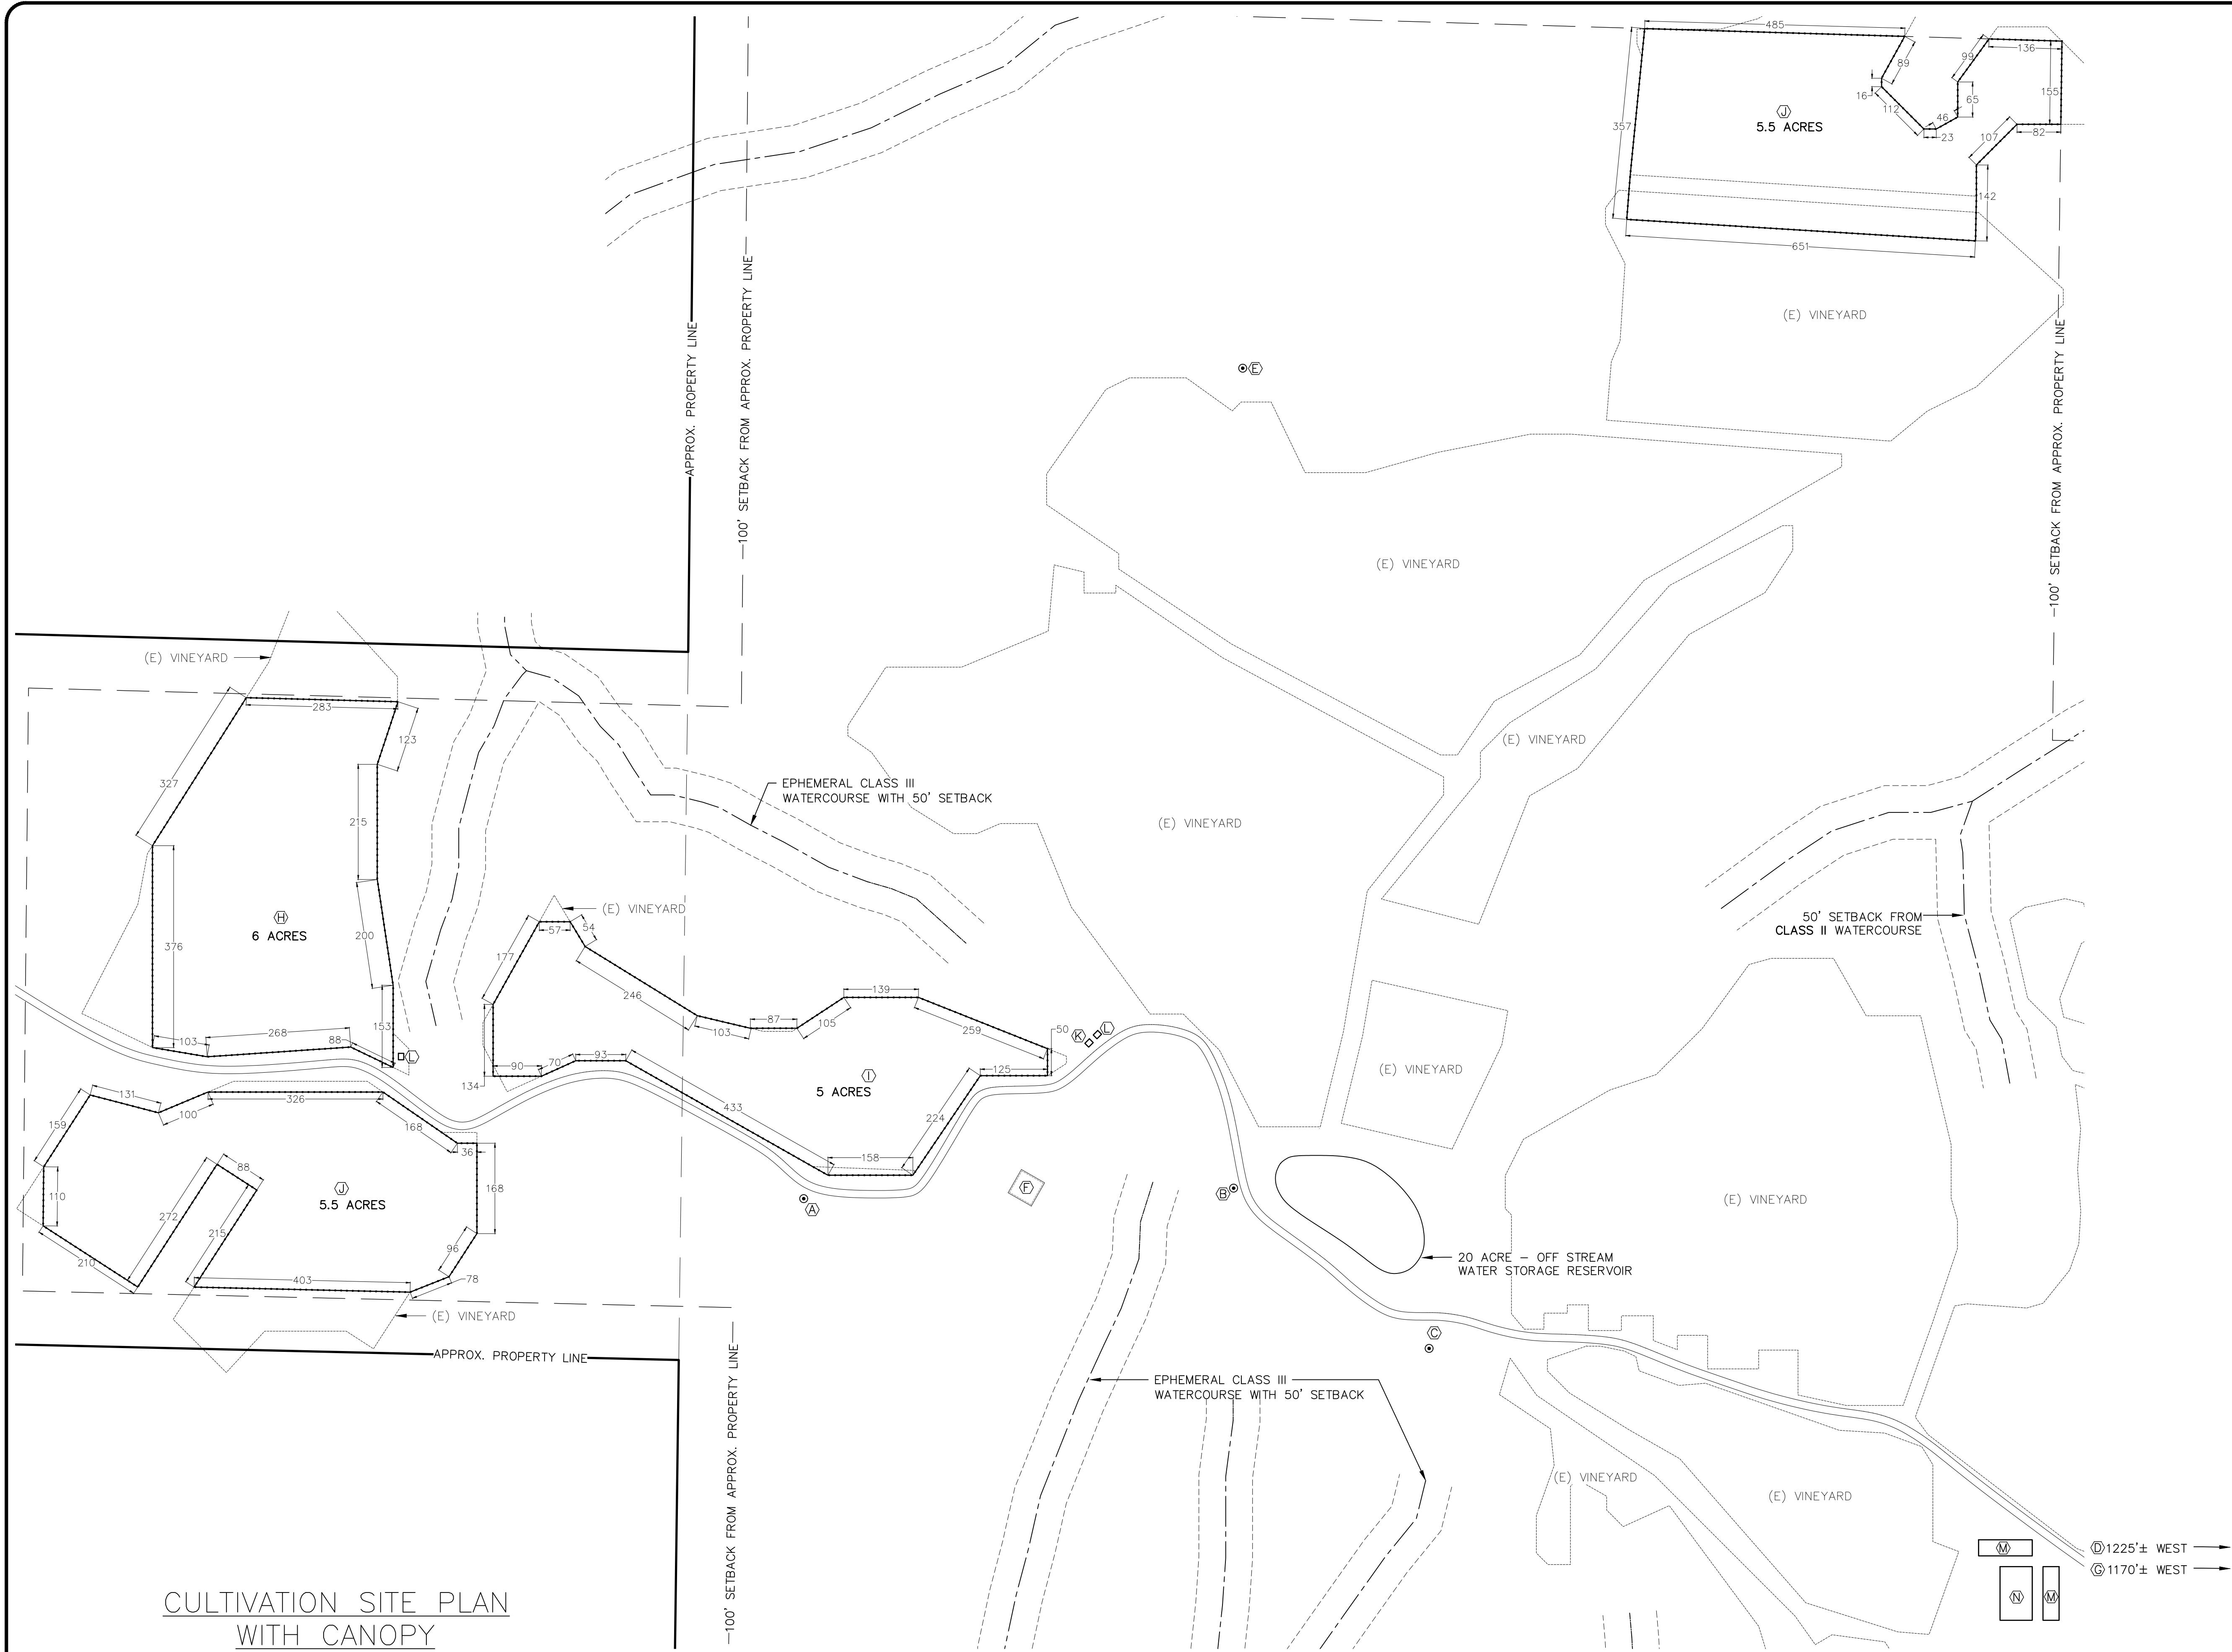 485
136
99
89
16
112
46
65
155
23
107
82
357
J
5.5 ACRES
142
651
(E) VINEYARD
APPROX. PROPERTY LINE
100' SETBACK FROM APPROX. PROPERTY LINE
100' SETBACK FROM APPROX. PROPERTY LINE
E
(E) VINEYARD
(E) VINEYARD
(E) VINEYARD
(E) VINEYARD
283
123
327
215
H
6 ACRES
376
200
153
103
268
88
L
EPHEMERAL CLASS III
WATERCOURSE WITH 50' SETBACK
(E) VINEYARD
57
54
177
246
103
87
105
139
259
50
K
L
134
90
70
93
I
5 ACRES
125
433
224
158
50' SETBACK FROM
CLASS II WATERCOURSE
(E) VINEYARD
131
159
100
326
168
36
88
110
J
5.5 ACRES
168
272
215
96
210
403
78
(E) VINEYARD
APPROX. PROPERTY LINE
100' SETBACK FROM APPROX. PROPERTY LINE
A
F
B
20 ACRE - OFF STREAM
WATER STORAGE RESERVOIR
(E) VINEYARD
C
EPHEMERAL CLASS III
WATERCOURSE WITH 50' SETBACK
(E) VINEYARD
(E) VINEYARD
M
D 1225'± WEST
G 1170'± WEST
N
M
CULTIVATION SITE PLAN
WITH CANOPY